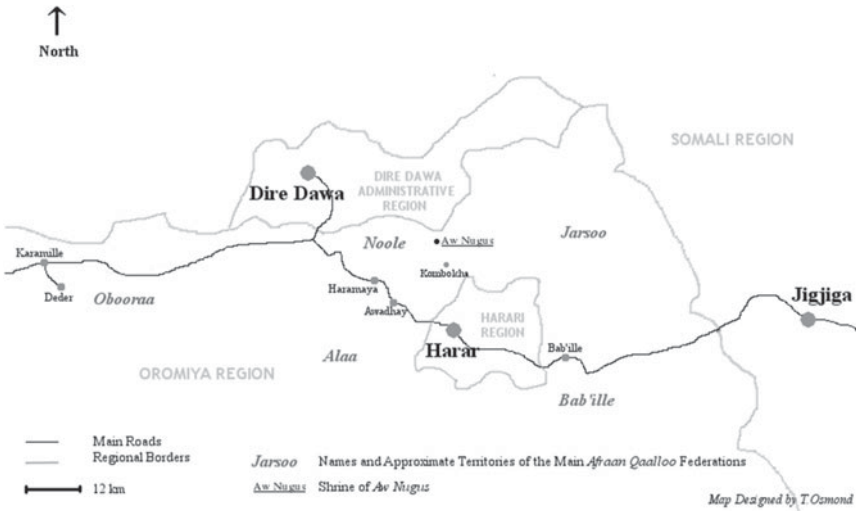 North
SOMALI REGION
DIRE DAWA
ADMINISTRATIVE
REGION
Dire Dawa
Noole
Aw Nugus
Jarsoo
Karamille
Kombokha
Deder
Obooraa
Haramaya
Awadhay
Jigjiga
HARARI
REGION
Harar
Bab'ille
Alaa
OROMIYA REGION
Bab'ille
Main Roads
Regional Borders
Jarsoo Names and Approximate Territories of the Main Afraan Qaalloo Federations
12 km
Aw Nugus Shrine of Aw Nugus
Map Designed by T.Osmond